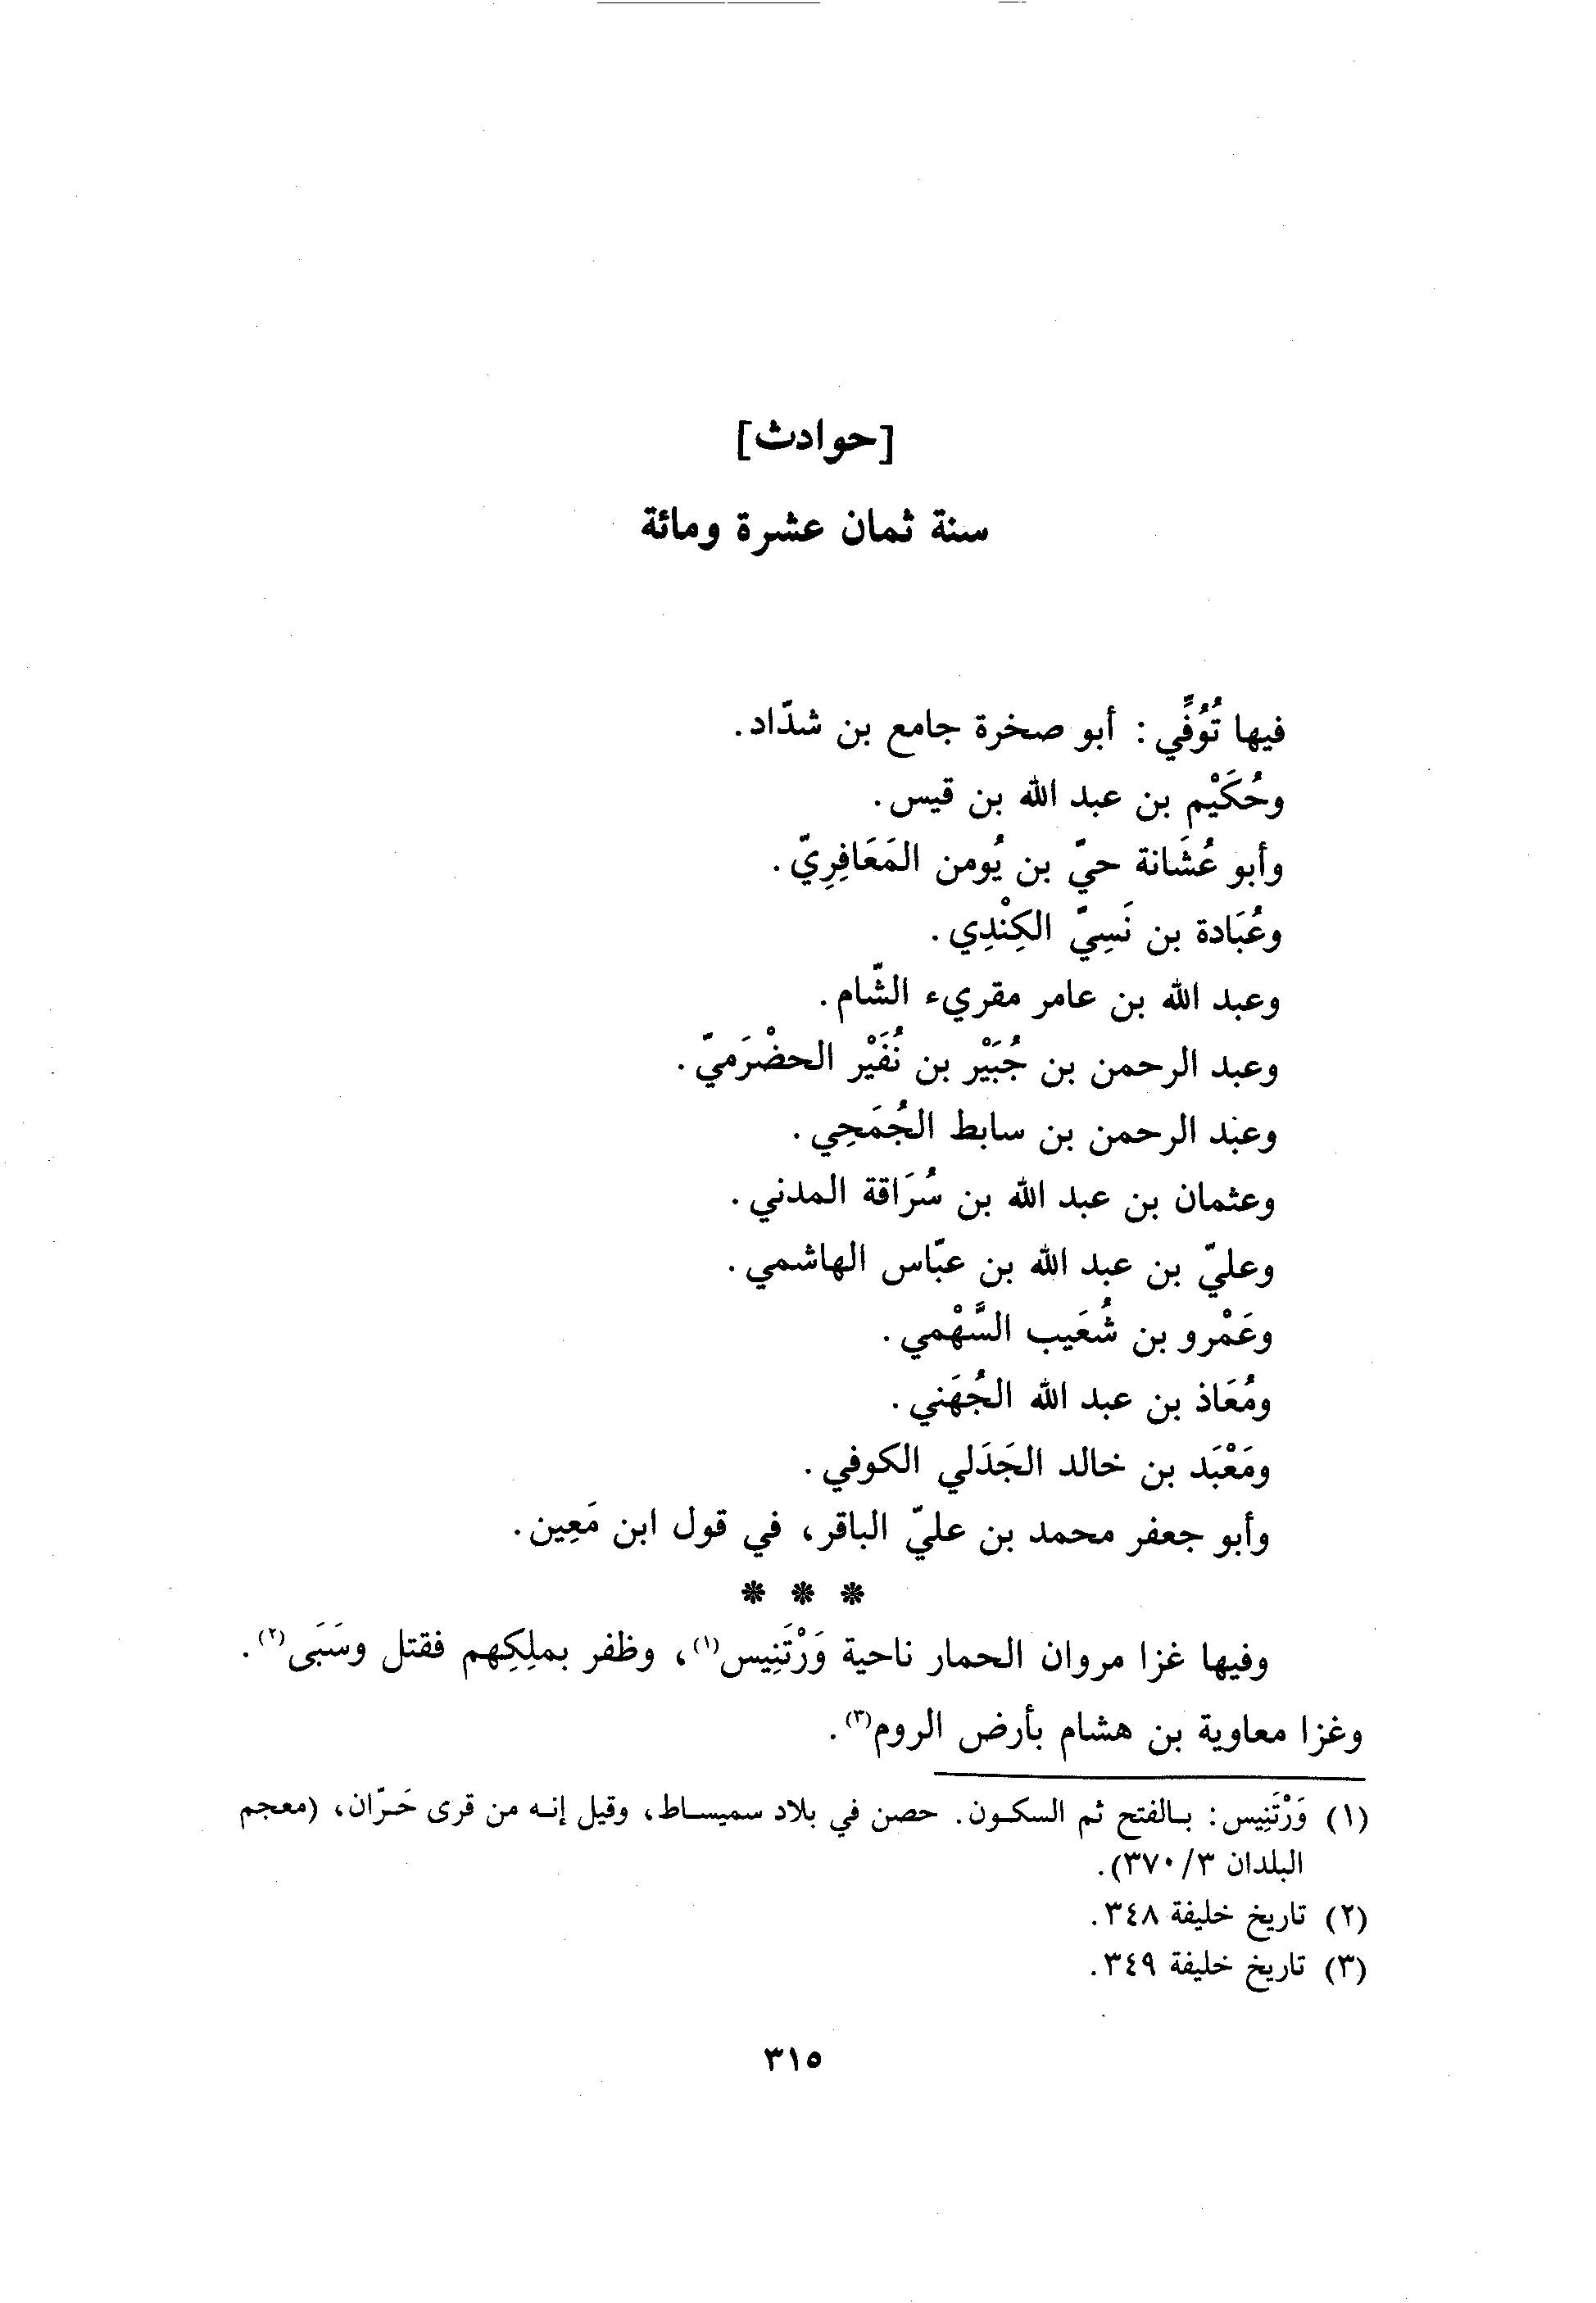 [حوادث]
سنة ثمان عشرة ومائة
فيها تُوُفِّي: أبو صخرة جامع بن شدّاد.
وحُكَيْم بن عبد الله بن قيس.
وأبو عُشَانة حيّ بن يُومن المَعَافِرِيّ.
وعُبَادة بن نَسِيّ الكِنْدِي.
وعبد الله بن عامر مقريء الشّام.
وعبد الرحمن بن جُبَيْر بن نُفَيْر الحضْرَميّ.
وعبد الرحمن بن سابط الجُمَحِي.
وعثمان بن عبد الله بن سُرَاقة المدني.
وعليّ بن عبد الله بن عبّاس الهاشمي.
وعَمْرو بن شُعَيب السَّهْمي.
ومُعَاذ بن عبد الله الجُهَني.
ومَعْبَد بن خالد الجَدَلي الكوفي.
وأبو جعفر محمد بن عليّ الباقر، في قول ابن مَعِين.
* * *
وفيها غزا مروان الحمار ناحية وَرْتَنِيس(١)، وظفر بملِكِهم فقتل وسَبَى(٢).
وغزا معاوية بن هشام بأرض الروم(٣).
(١) وَرْتَنِيس: بالفتح ثم السكون. حصن في بلاد سميساط، وقيل إنه من قرى حَرّان، (معجم
البلدان ٣/ ٣٧٠).
(٢) تاريخ خليفة ٣٤٨.
(٣) تاريخ خليفة ٣٤٩.
٣١٥